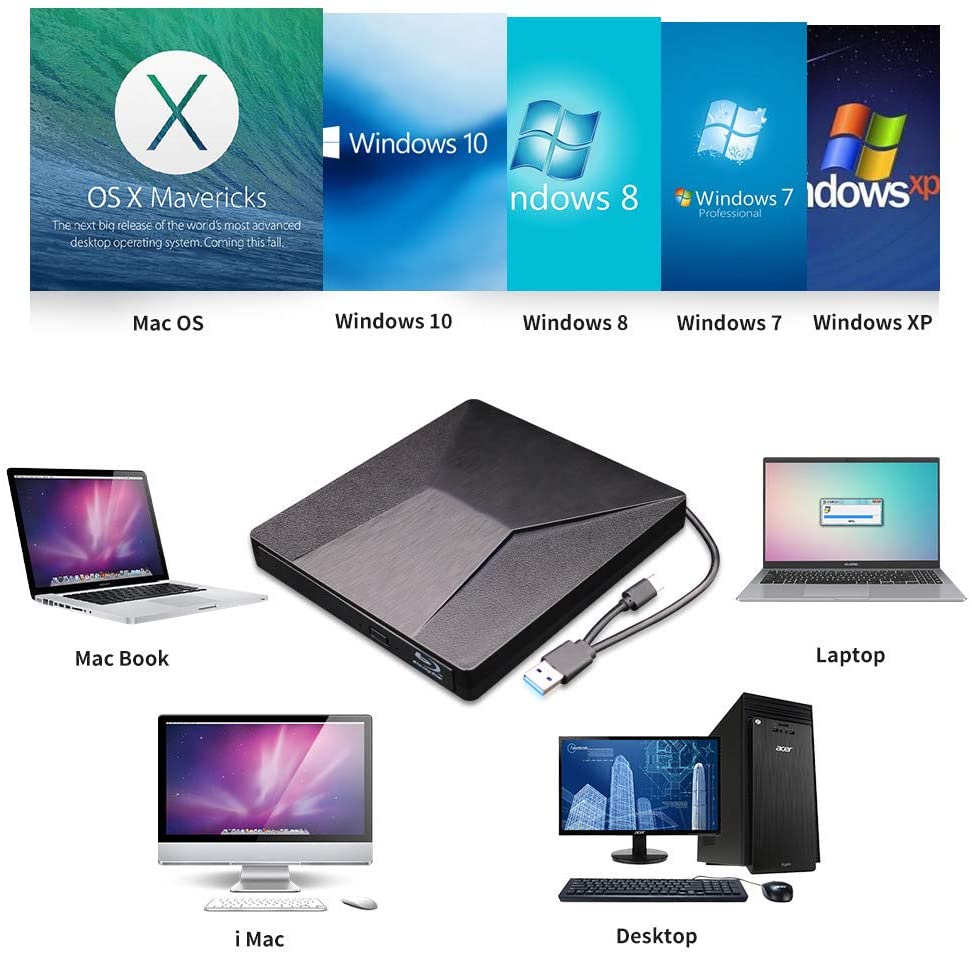 X
OS X Mavericks
The next big release of the world's most advanced
desktop operating system. Coming this fall.
Windows 10
ndows 8
Windows 7
Professional
ndows xp
Mac OS
Windows 10
Windows 8
Windows 7
Windows XP
Mac Book
Laptop
acer
acer
i Mac
Desktop